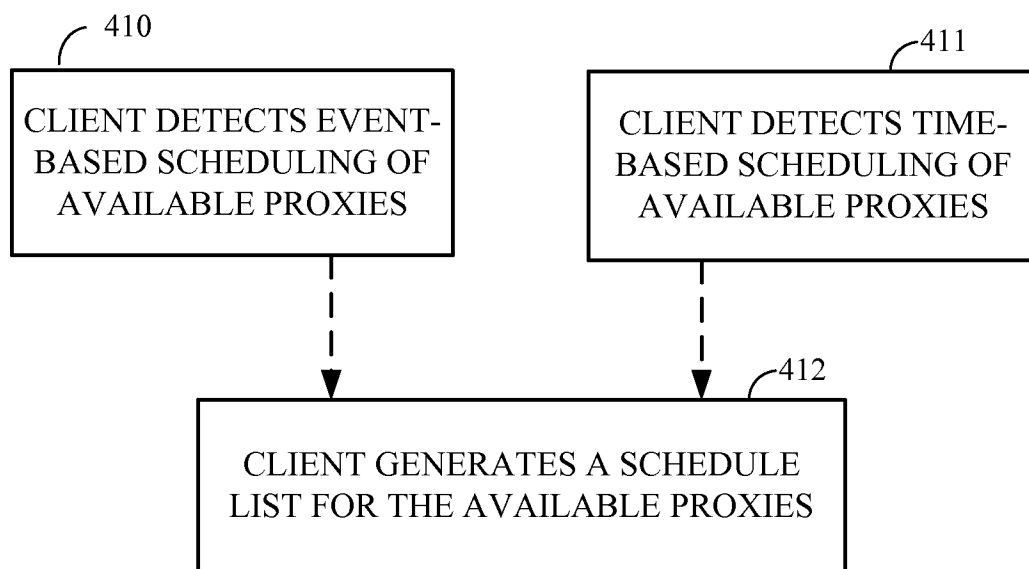 410
CLIENT DETECTS EVENT-
BASED SCHEDULING OF
AVAILABLE PROXIES
411
CLIENT DETECTS TIME-
BASED SCHEDULING OF
AVAILABLE PROXIES
412
CLIENT GENERATES A SCHEDULE
LIST FOR THE AVAILABLE PROXIES